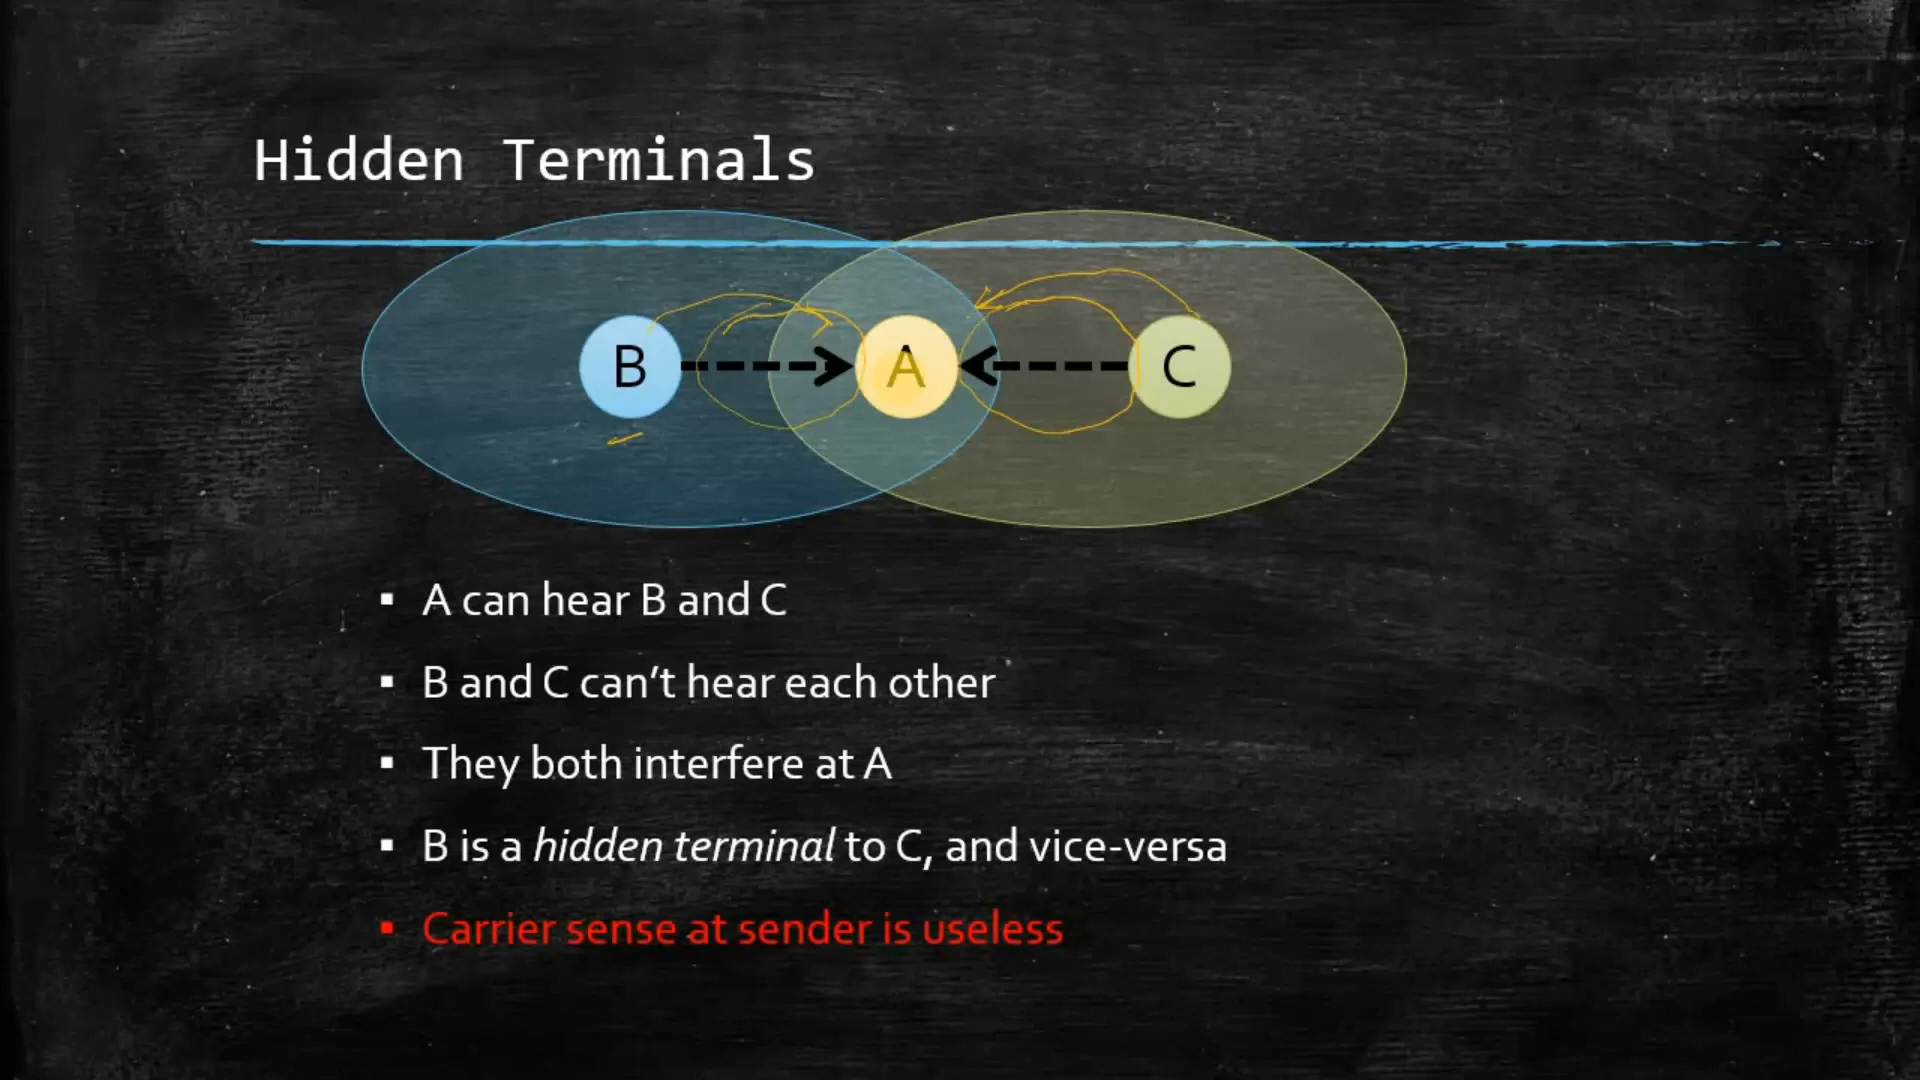 Hidden Terminals
B A C
▪ A can hear B and C
▪ B and C can’t hear each other
▪ They both interfere at A
▪ B is a hidden terminal to C, and vice-versa
▪ Carrier sense at sender is useless